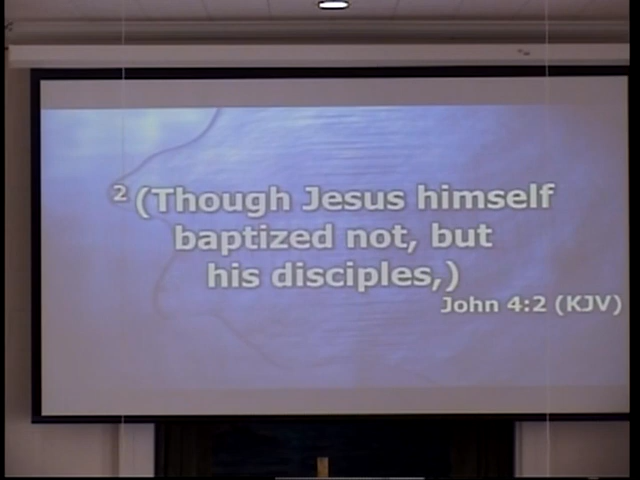 2 (Though Jesus himself
baptized not, but
his disciples,)
John 4:2 (KJV)